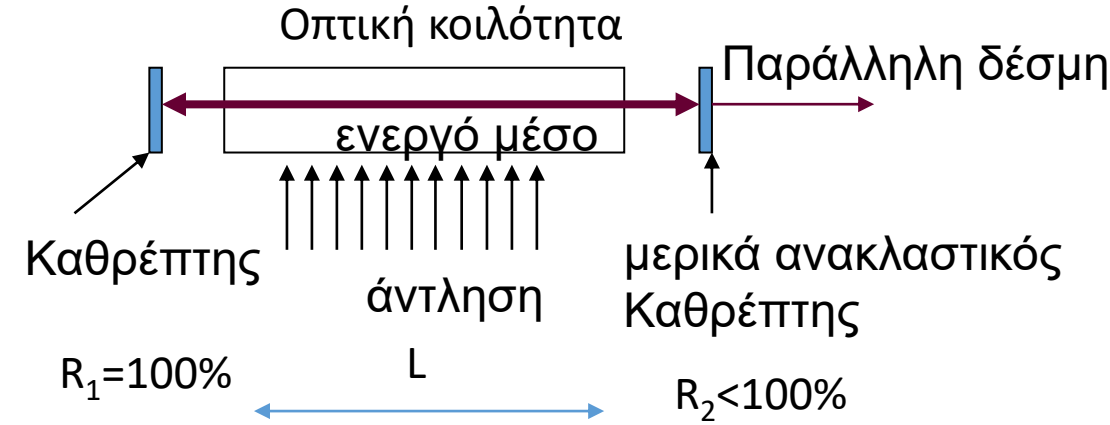 Οπτική κοιλότητα
Παράλληλη δέσμη
ενεργό μέσο
Καθρέπτης
άντληση
μερικά ανακλαστικός
Καθρέπτης
R₁=100%
L
R₂<100%